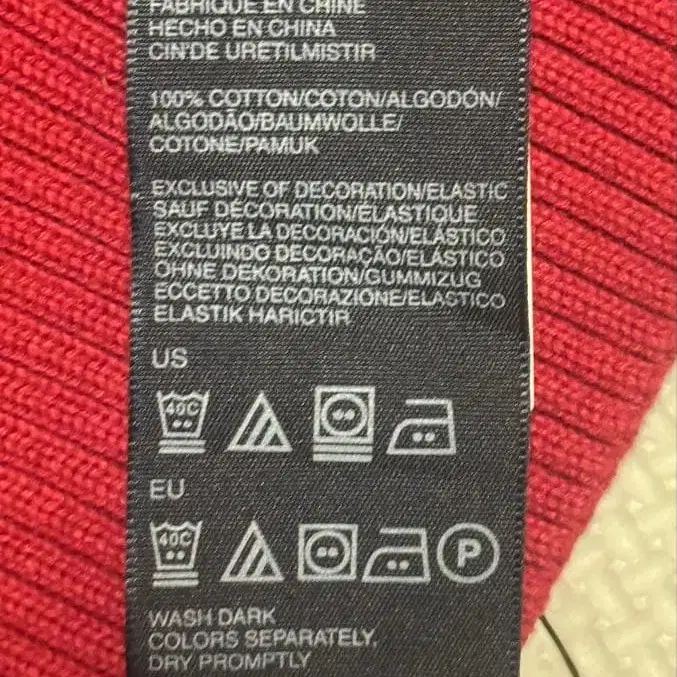 FABRIQUÉ EN CHINE
HECHO EN CHINA
CIN'DE URETILMISTIR
100% COTTON/COTON/ALGODÓN/
ALGODÃO/BAUMWOLLE/
COTONE/PAMUK
EXCLUSIVE OF DECORATION/ELASTIC
SAUF DÉCORATION/ÉLASTIQUE
EXCLUYE LA DECORACIÓN/ELÁSTICO
EXCLUINDO DECORAÇÃO/ELÁSTICO
OHNE DEKORATION/GUMMIZUG
ECCETTO DECORAZIONE/ELASTICO
ELASTIK HARICTIR
US
40C
EU
40C P
WASH DARK
COLORS SEPARATELY.
DRY PROMPTLY